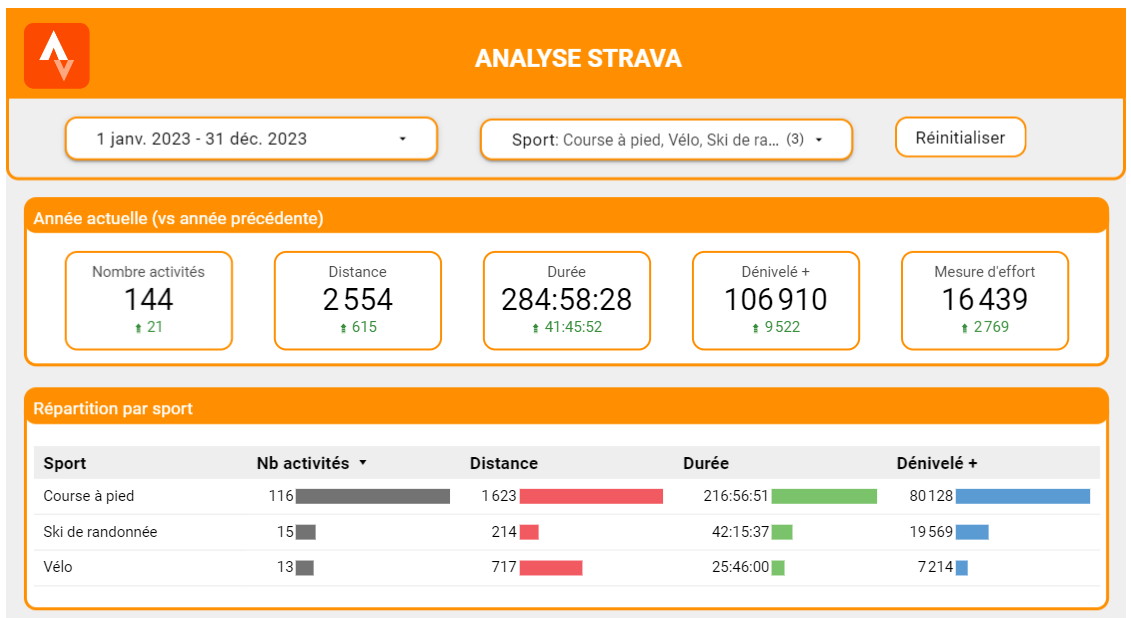 ANALYSE STRAVA
1 janv. 2023 - 31 déc. 2023
Sport: Course à pied, Vélo, Ski de ra... (3)
Réinitialiser
Année actuelle (vs année précédente)
Nombre activités
144
21
Distance
2 554
615
Durée
284:58:28
41:45:52
Dénivelé +
106 910
9 522
Mesure d'effort
16 439
2 769
Répartition par sport
Sport Nb activités Distance Durée Dénivelé +
Course à pied 116 1 623 216:56:51 80 128
Ski de randonnée 15 214 42:15:37 19 569
Vélo 13 717 25:46:00 7 214